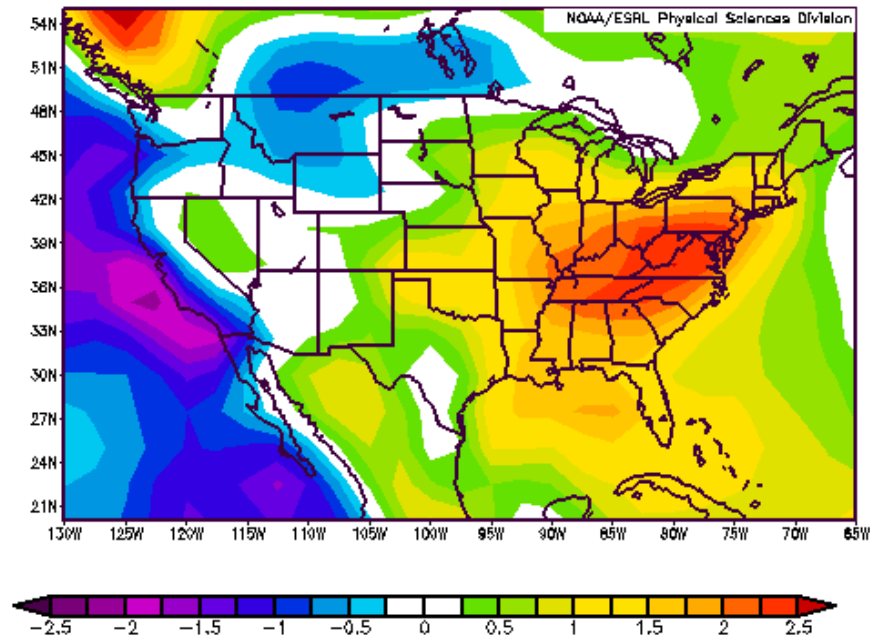 NOAA/ESRL Physical Sciences Division
54N
51N
48N
45N
42N
39N
36N
33N
30N
27N
24N
21N
130W 125W 120W 115W 110W 105W 100W 95W 90W 85W 80W 75W 70W 65W
-2.5 -2 -1.5 -1 -0.5 0 0.5 1 1.5 2 2.5